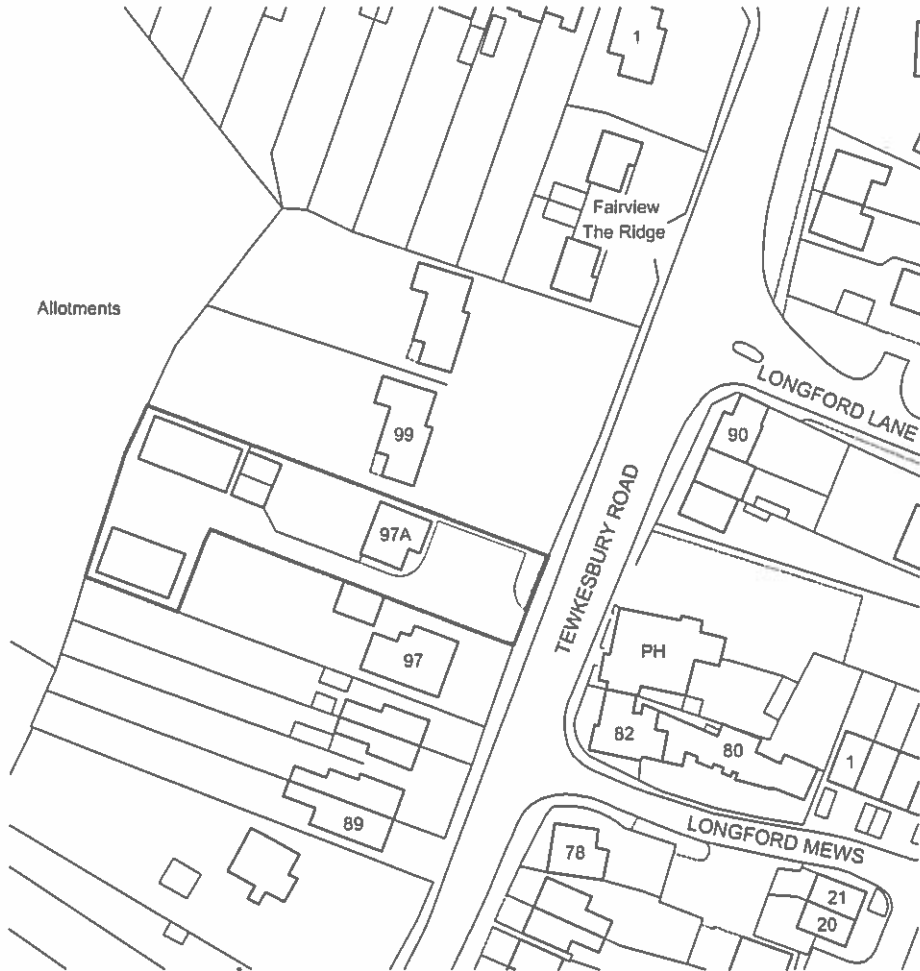 1
Fairview
The Ridge
Allotments
LONGFORD LANE
90
99
97A
TEWKESBURY ROAD
PH
97
82
80
1
89
LONGFORD MEWS
78
21
20